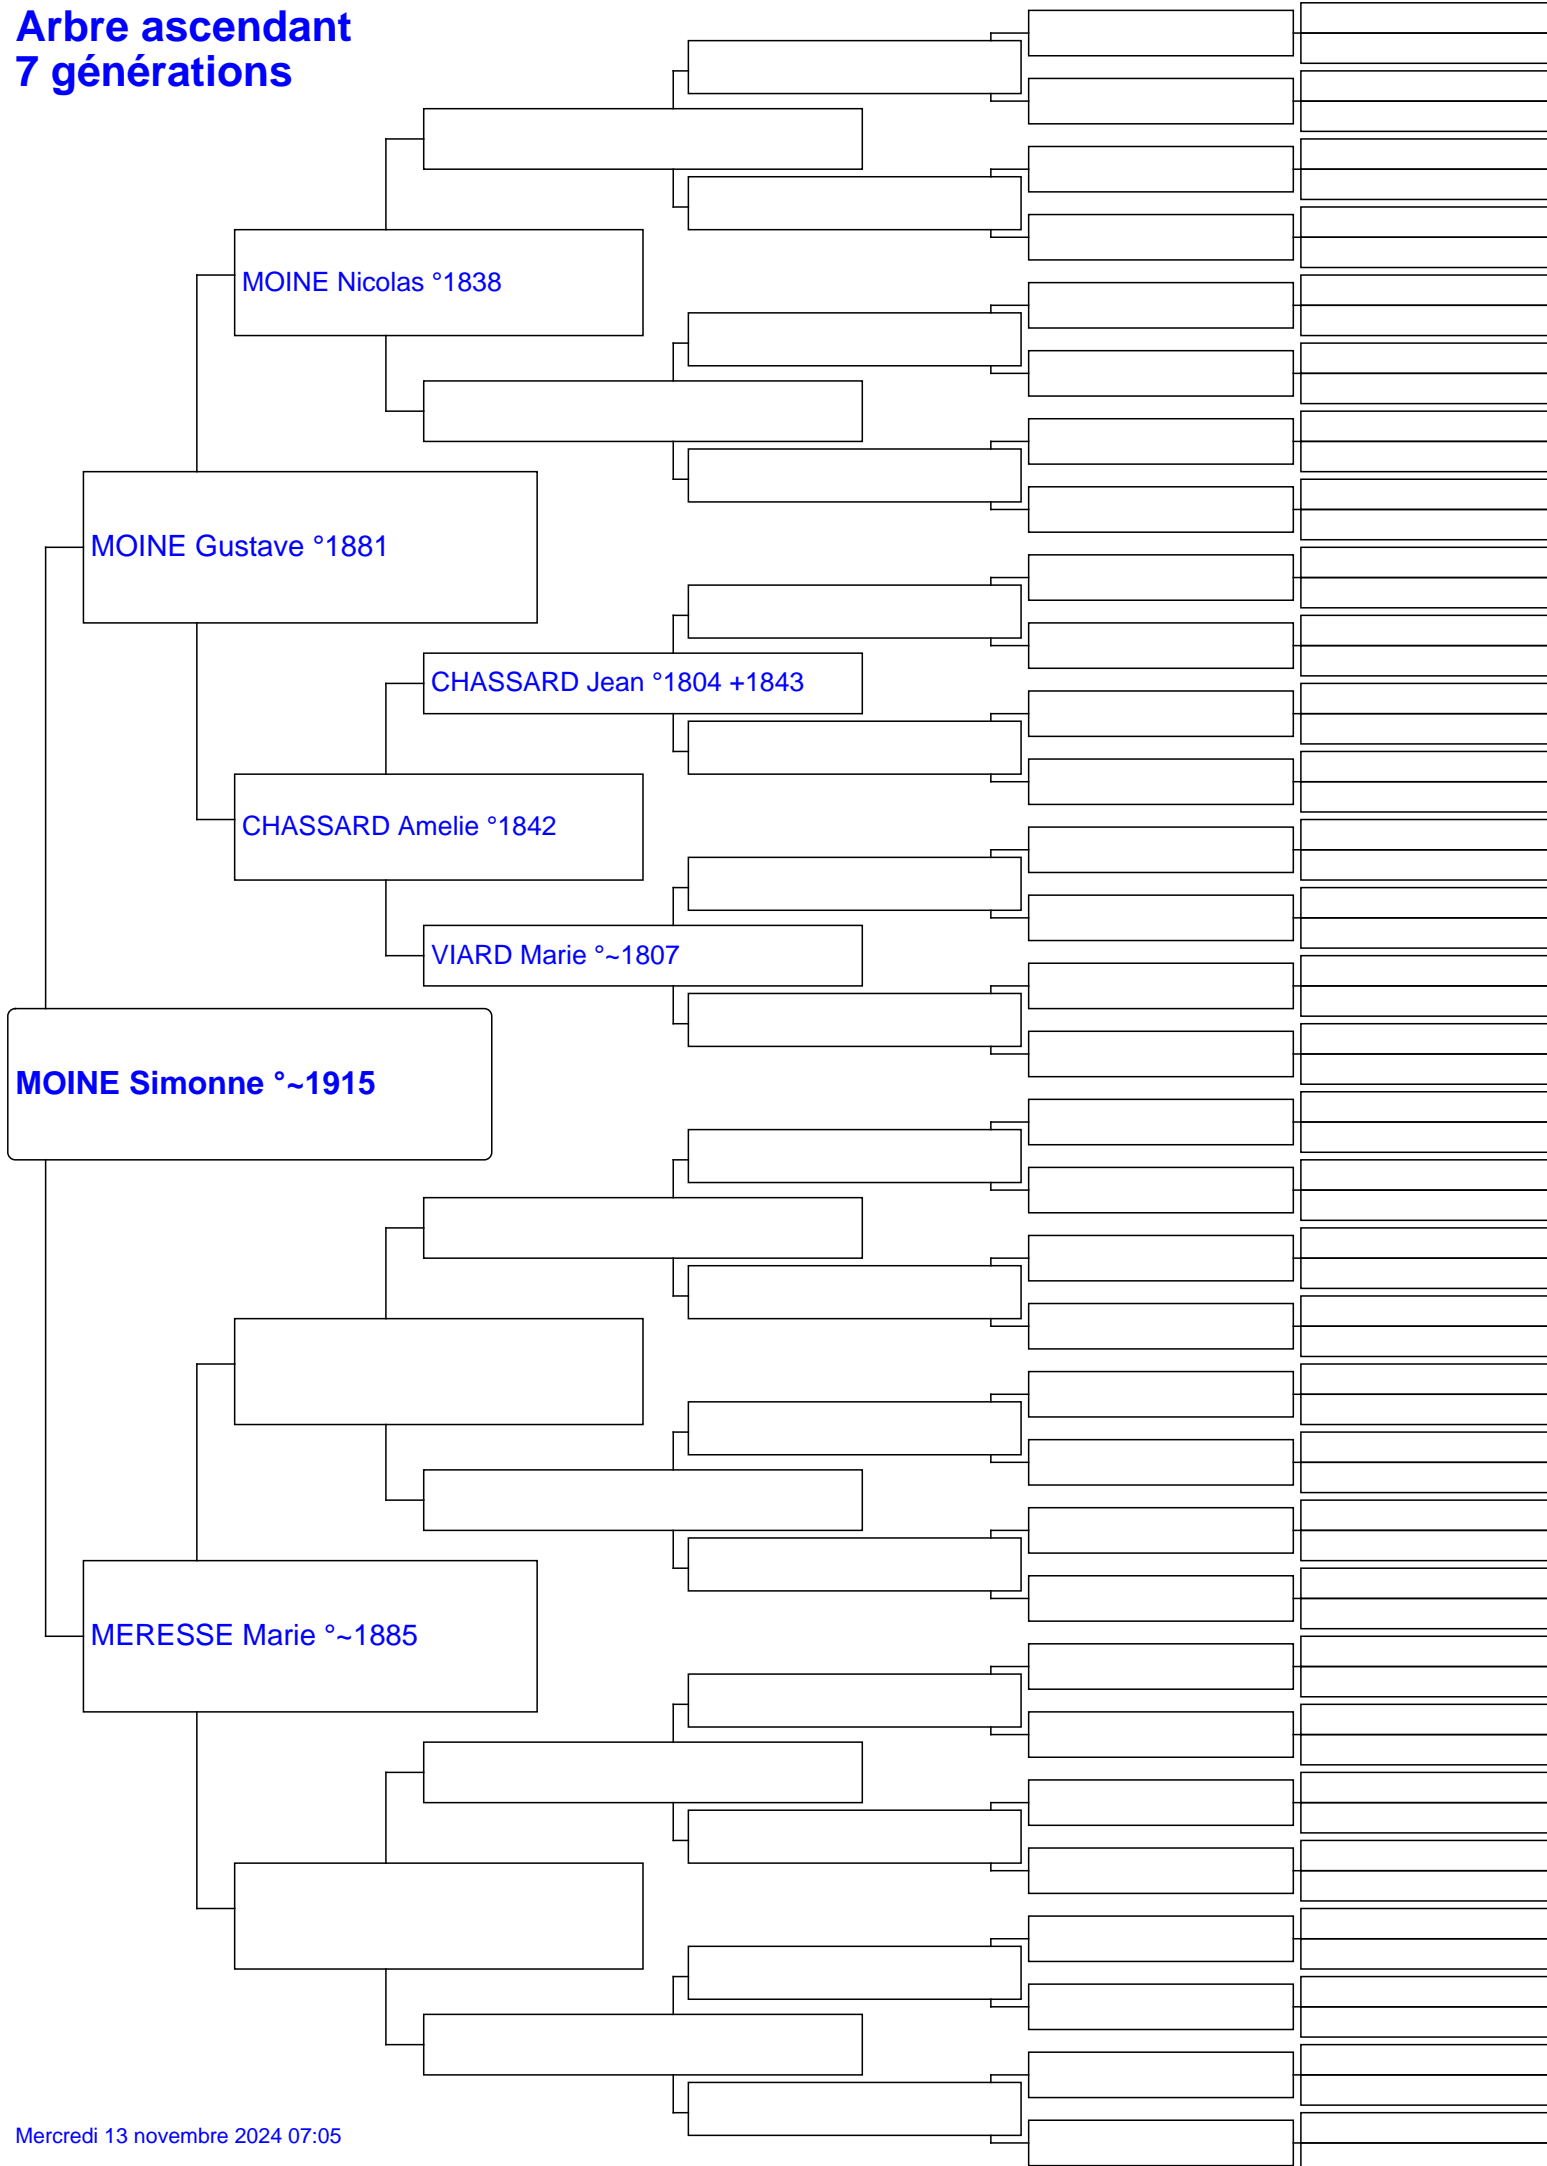 Arbre ascendant
7 générations
MOINE Nicolas °1838
MOINE Gustave °1881
CHASSARD Jean °1804 +1843
CHASSARD Amelie °1842
VIARD Marie °~1807
MOINE Simonne °~1915
MERESSE Marie °~1885
Mercredi 13 novembre 2024 07:05